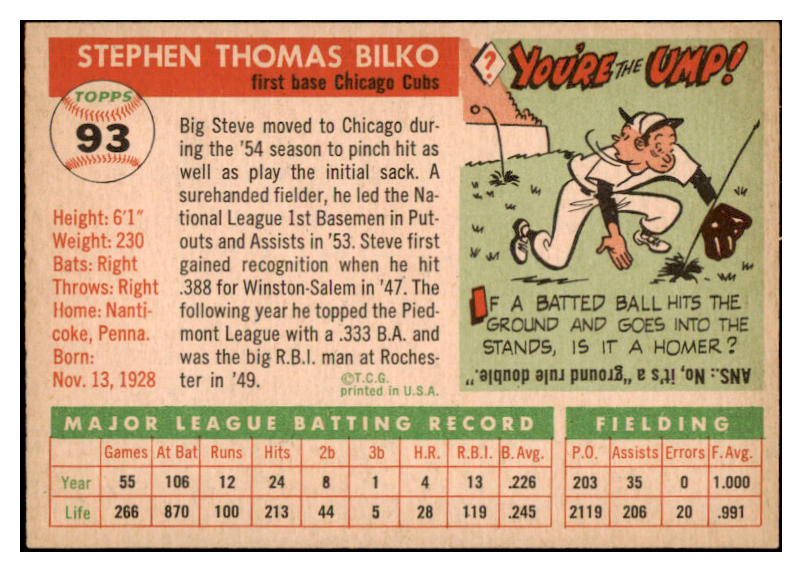 STEPHEN THOMAS BILKO
first base Chicago Cubs
TOPPS
93
Height: 6'1"
Weight: 230
Bats: Right
Throws: Right
Home: Nanti-
coke, Penna.
Born:
Nov. 13, 1928
Big Steve moved to Chicago dur-
ing the '54 season to pinch hit as
well as play the initial sack. A
surehanded fielder, he led the Na-
tional League 1st Basemen in Put-
outs and Assists in '53. Steve first
gained recognition when he hit
.388 for Winston-Salem in '47. The
following year he topped the Pied-
mont League with a .333 B.A. and
was the big R.B.I. man at Roches-
ter in '49.
©T.C.G.
printed in U.S.A.
?
YOU'RE THE UMP!
IF A BATTED BALL HITS THE
GROUND AND GOES INTO THE
STANDS, IS IT A HOMER?
ANS.: No, it's a "ground rule double".
MAJOR LEAGUE BATTING RECORD
Games At Bat Runs Hits 2b 3b H.R. R.B.I. B. Avg.
Year 55 106 12 24 8 1 4 13 .226
Life 266 870 100 213 44 5 28 119 .245
FIELDING
P.O. Assists Errors F. Avg.
203 35 0 1.000
2119 206 20 .991